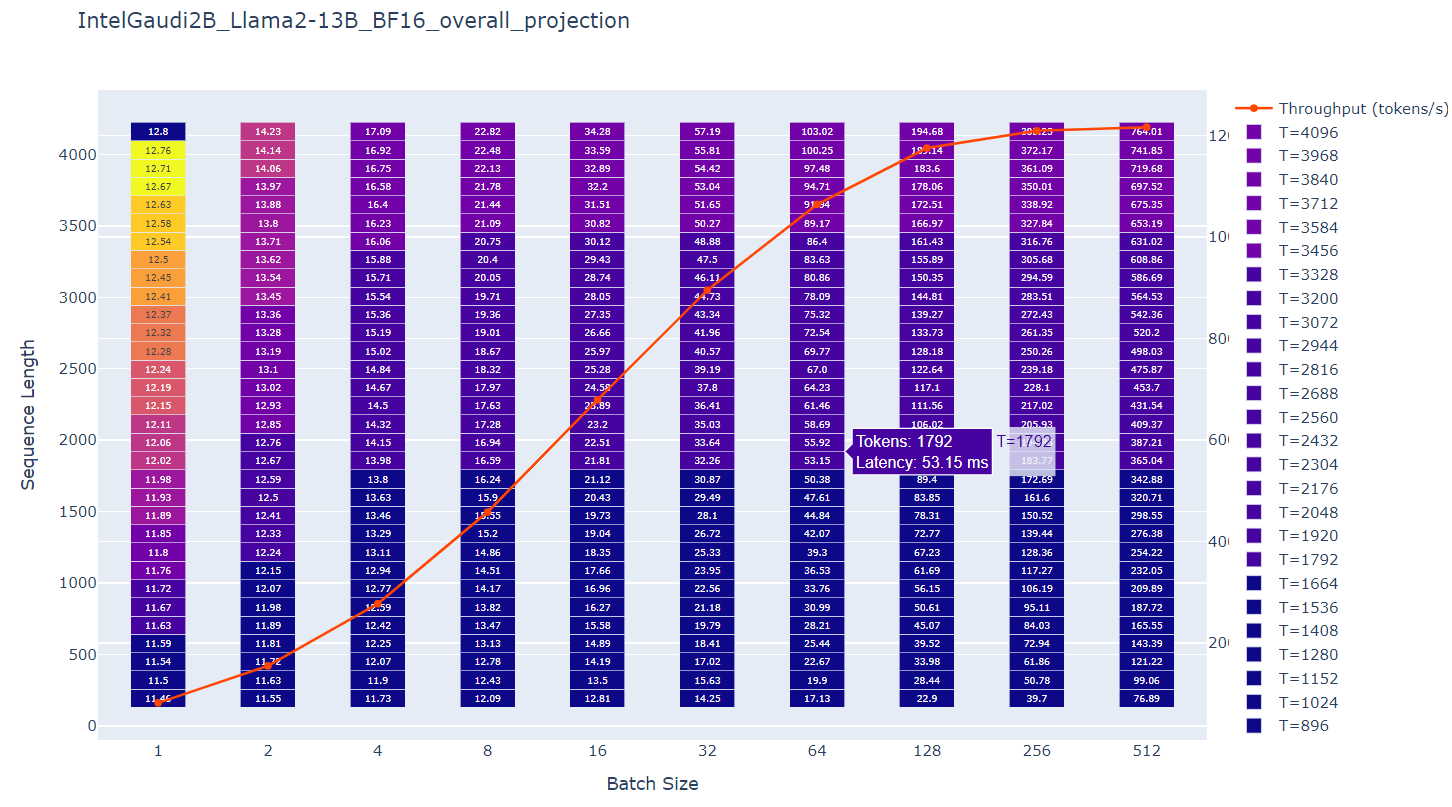 IntelGaudi2B_Llama2-13B_BF16_overall_projection
Throughput (tokens/s)
T=4096
T=3968
T=3840
T=3712
T=3584
T=3456
T=3328
T=3200
T=3072
T=2944
T=2816
T=2688
T=2560
T=2432
T=2304
T=2176
T=2048
T=1920
T=1792
T=1664
T=1536
T=1408
T=1280
T=1152
T=1024
T=896
Sequence Length
4000
3500
3000
2500
2000
1500
1000
500
0
12.8 14.23 17.09 22.82 34.28 57.19 103.02 194.68 764.01
12.76 14.14 16.92 22.48 33.59 55.81 100.25 372.17 741.85
12.71 14.06 16.75 22.13 32.89 54.42 97.48 183.6 361.09 719.68
12.67 13.97 16.58 21.78 32.2 53.04 94.71 178.06 350.01 697.52
12.63 13.88 16.4 21.44 31.51 51.65 91.94 172.51 338.92 675.35
12.58 13.8 16.23 21.09 30.82 50.27 89.17 166.97 327.84 653.19
12.54 13.71 16.06 20.75 30.12 48.88 86.4 161.43 316.76 631.02
12.5 13.62 15.88 20.4 29.43 47.5 83.63 155.89 305.68 608.86
12.45 13.54 15.71 20.05 28.74 46.11 80.86 150.35 294.59 586.69
12.41 13.45 15.54 19.71 28.05 44.73 78.09 144.81 283.51 564.53
12.37 13.36 15.36 19.36 27.35 43.34 75.32 139.27 272.43 542.36
12.32 13.28 15.19 19.01 26.66 41.96 72.54 133.73 261.35 520.2
12.28 13.19 15.02 18.67 25.97 40.57 69.77 128.18 250.26 498.03
12.24 13.1 14.84 18.32 25.28 39.19 67.0 122.64 239.18 475.87
12.19 13.02 14.67 17.97 24.58 37.8 64.23 117.1 228.1 453.7
12.15 12.93 14.5 17.63 23.89 36.41 61.46 111.56 217.02 431.54
12.11 12.85 14.32 17.28 23.2 35.03 58.69 106.02 205.93 409.37
12.06 12.76 14.15 16.94 22.51 33.64 55.92 387.21
12.02 12.67 13.98 16.59 21.81 32.26 53.15 183.77 365.04
11.98 12.59 13.8 16.24 21.12 30.87 50.38 89.4 172.69 342.88
11.93 12.5 13.63 15.9 20.43 29.49 47.61 83.85 161.6 320.71
11.89 12.41 13.46 15.55 19.73 28.1 44.84 78.31 150.52 298.55
11.85 12.33 13.29 15.2 19.04 26.72 42.07 72.77 139.44 276.38
11.8 12.24 13.11 14.86 18.35 25.33 39.3 67.23 128.36 254.22
11.76 12.15 12.94 14.51 17.66 23.95 36.53 61.69 117.27 232.05
11.72 12.07 12.77 14.17 16.96 22.56 33.76 56.15 106.19 209.89
11.67 11.98 12.59 13.82 16.27 21.18 30.99 50.61 95.11 187.72
11.63 11.89 12.42 13.47 15.58 19.79 28.21 45.07 84.03 165.55
11.59 11.81 12.25 13.13 14.89 18.41 25.44 39.52 72.94 143.39
11.54 11.72 12.07 12.78 14.19 17.02 22.67 33.98 61.86 121.22
11.5 11.63 11.9 12.43 13.5 15.63 19.9 28.44 50.78 99.06
11.46 11.55 11.73 12.09 12.81 14.25 17.13 22.9 39.7 76.89
Tokens: 1792
Latency: 53.15 ms
T=1792
1 2 4 8 16 32 64 128 256 512
Batch Size